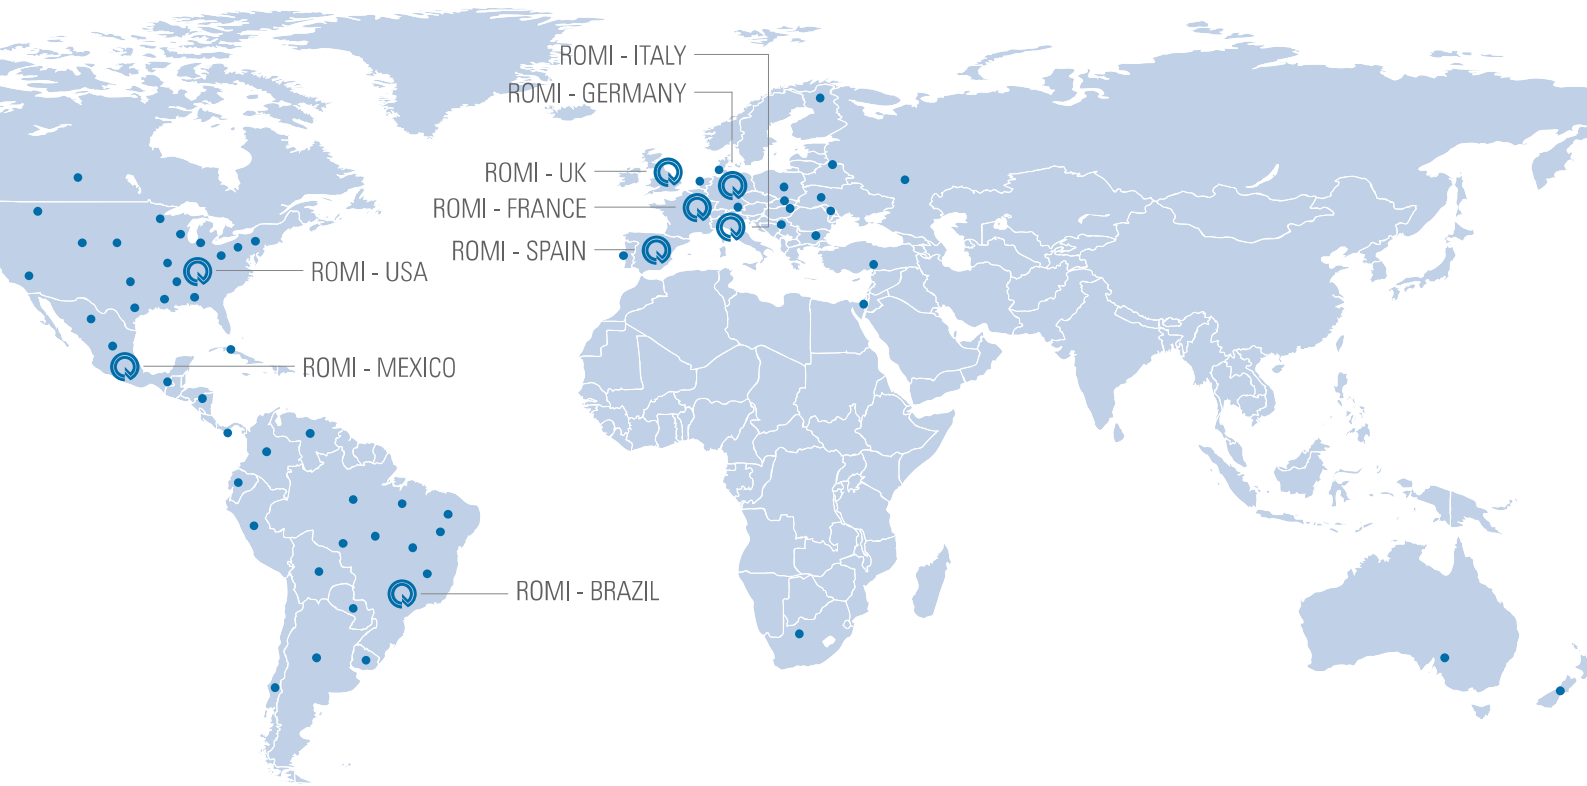 ROMI - ITALY
ROMI - GERMANY
ROMI - UK
ROMI - FRANCE
ROMI - SPAIN
ROMI - USA
ROMI - MEXICO
ROMI - BRAZIL